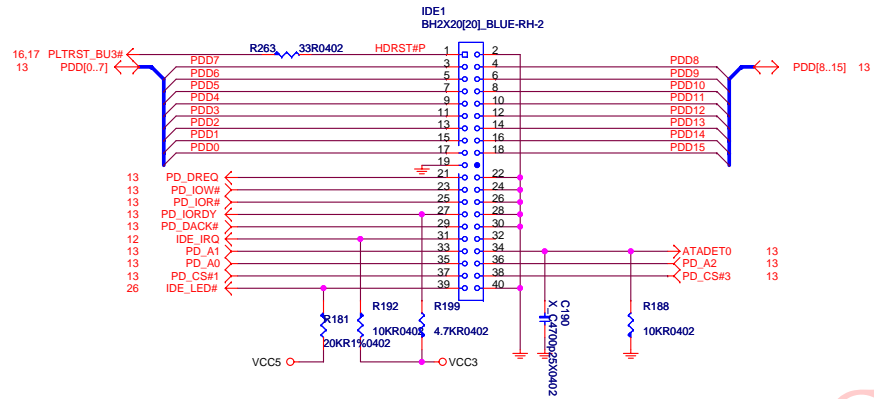 IDE1
BH2X20[20]_BLUE-RH-2
16,17 PLTRST_BU3# R263 33R0402 HDRST#P 1 2
13 PDD[0..7] PDD7 3 4 PDD8 PDD[8..15] 13
PDD6 5 6 PDD9
PDD5 7 8 PDD10
PDD4 9 10 PDD11
PDD3 11 12 PDD12
PDD2 13 14 PDD13
PDD1 15 16 PDD14
PDD0 17 18 PDD15
19
13 PD_DREQ 21 22
13 PD_IOW# 23 24
13 PD_IOR# 25 26
13 PD_IORDY 27 28
13 PD_DACK# 29 30
12 IDE_IRQ 31 32
13 PD_A1 33 34 ATADET0 13
13 PD_A0 35 36 PD_A2 13
13 PD_CS#1 37 38 PD_CS#3 13
26 IDE_LED# 39 40
R181
20KR1%0402
R192
10KR0402
R199
4.7KR0402
C190
X_C4700p25X0402
R188
10KR0402
VCC5 VCC3